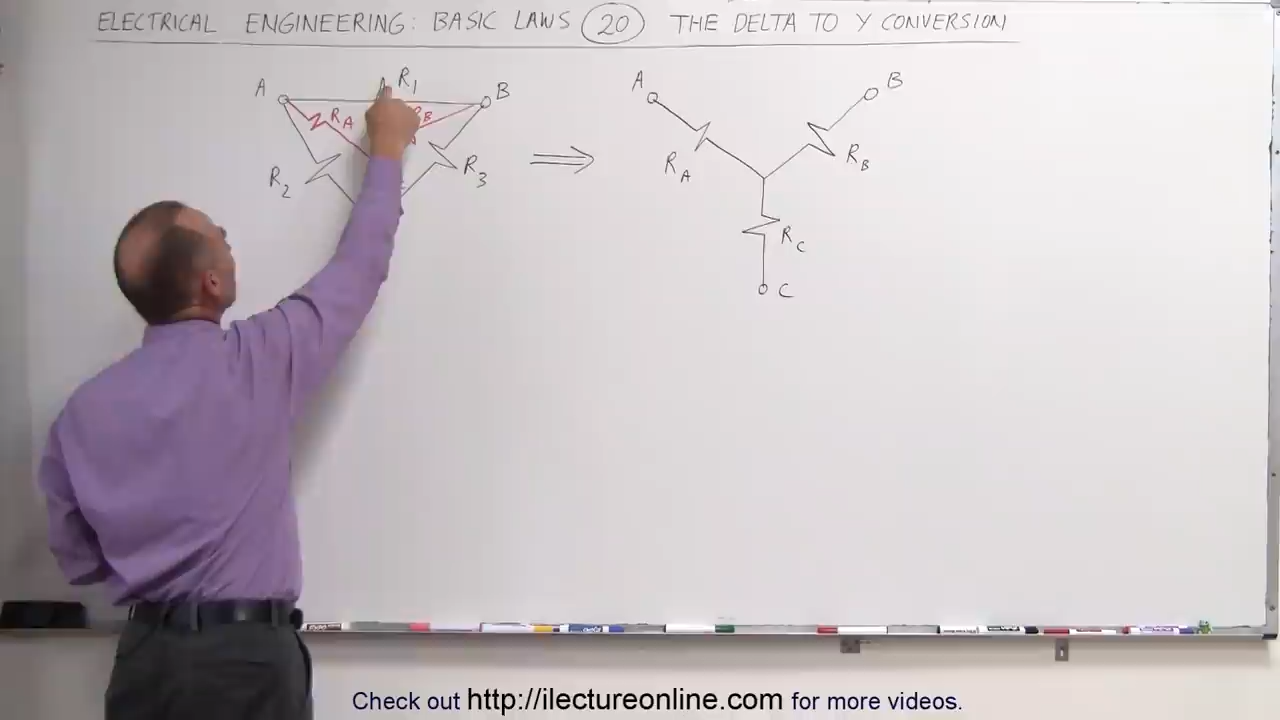 ELECTRICAL ENGINEERING: BASIC LAWS 20 THE DELTA TO Y CONVERSION
A R1 B
RA RB
R2 R3
A B
RA RB
RC
C
Check out http://ilectureonline.com for more videos.